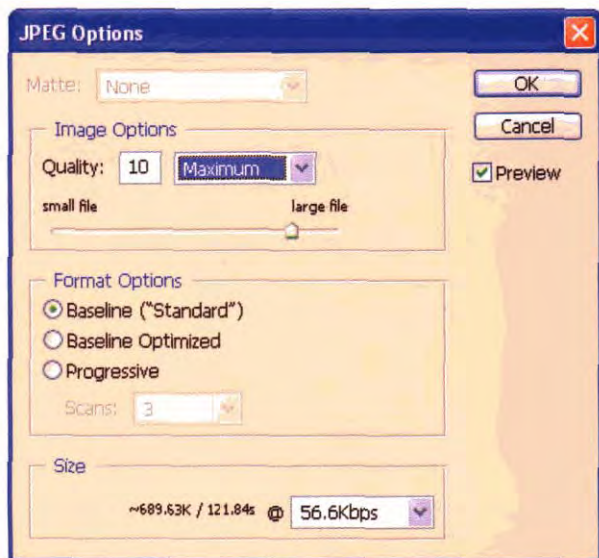 JPEG Options
Matte: None
OK
Image Options
Cancel
Quality: 10 Maximum
Preview
small file large file
Format Options
Baseline ("Standard")
Baseline Optimized
Progressive
Scans: 3
Size
~689.63K / 121.84s @ 56.6Kbps